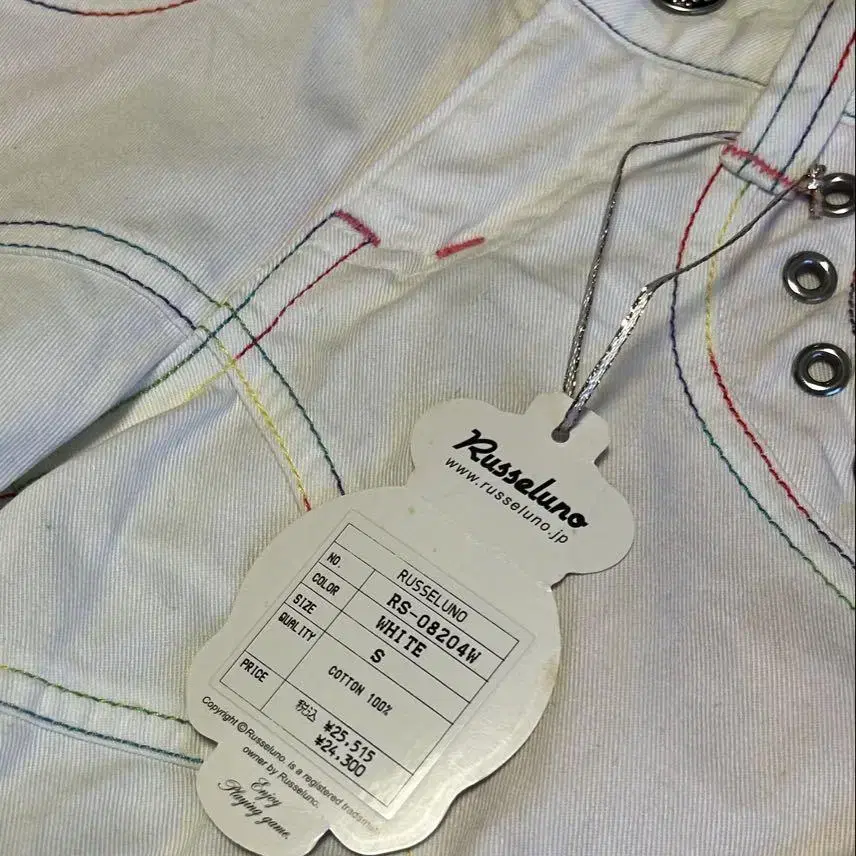 Russeluno
www.russeluno.jp
RUSSELUNO
NO. RS-08204W
COLOR WHITE
SIZE S
QUALITY COTTON 100%
PRICE 税込 ¥25,515
¥24,300
Copyright ©Russeluno. is a registered trademark
owner by Russeluno.
Enjoy
Playing game.